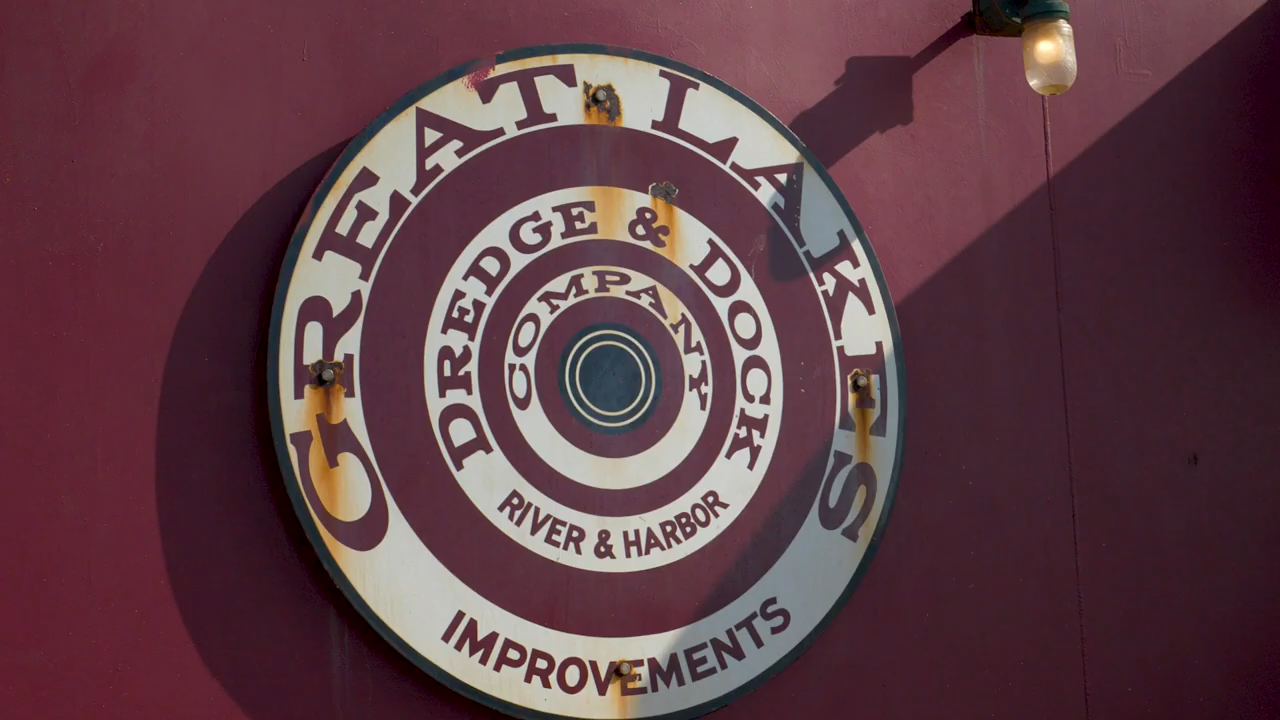 GREAT LAKES
DREDGE & DOCK
COMPANY
RIVER & HARBOR
IMPROVEMENTS